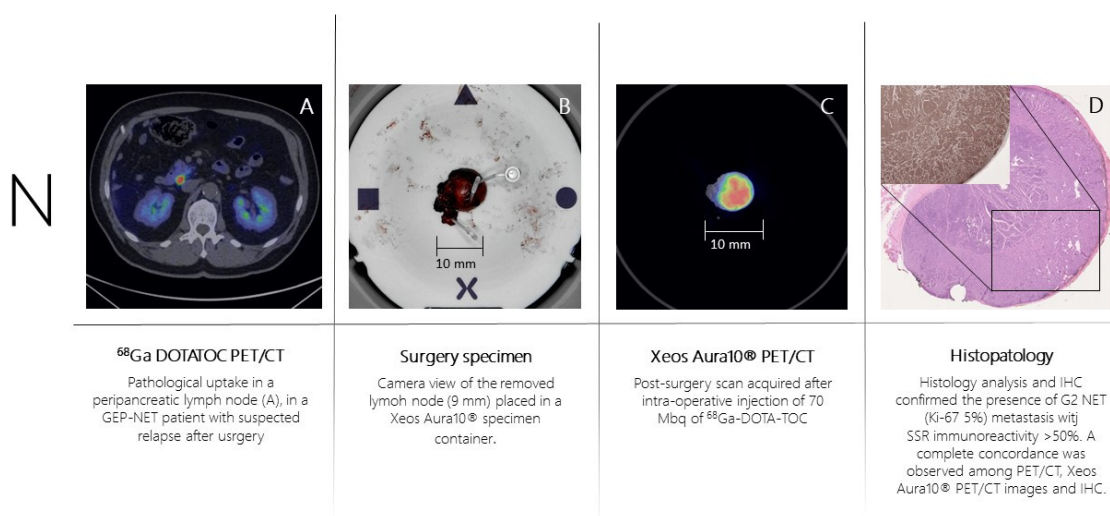 N
A
B
C
D
10 mm
10 mm
⁶⁸Ga DOTATOC PET/CT
Pathological uptake in a
peripancreatic lymph node (A), in a
GEP-NET patient with suspected
relapse after usrgery
Surgery specimen
Camera view of the removed
lymoh node (9 mm) placed in a
Xeos Aura10® specimen
container.
Xeos Aura10® PET/CT
Post-surgery scan acquired after
intra-operative injection of 70
Mbq of ⁶⁸Ga-DOTA-TOC
Histopatology
Histology analysis and IHC
confirmed the presence of G2 NET
(Ki-67 5%) metastasis witj
SSR immunoreactivity >50%. A
complete concordance was
observed among PET/CT, Xeos
Aura10® PET/CT images and IHC.